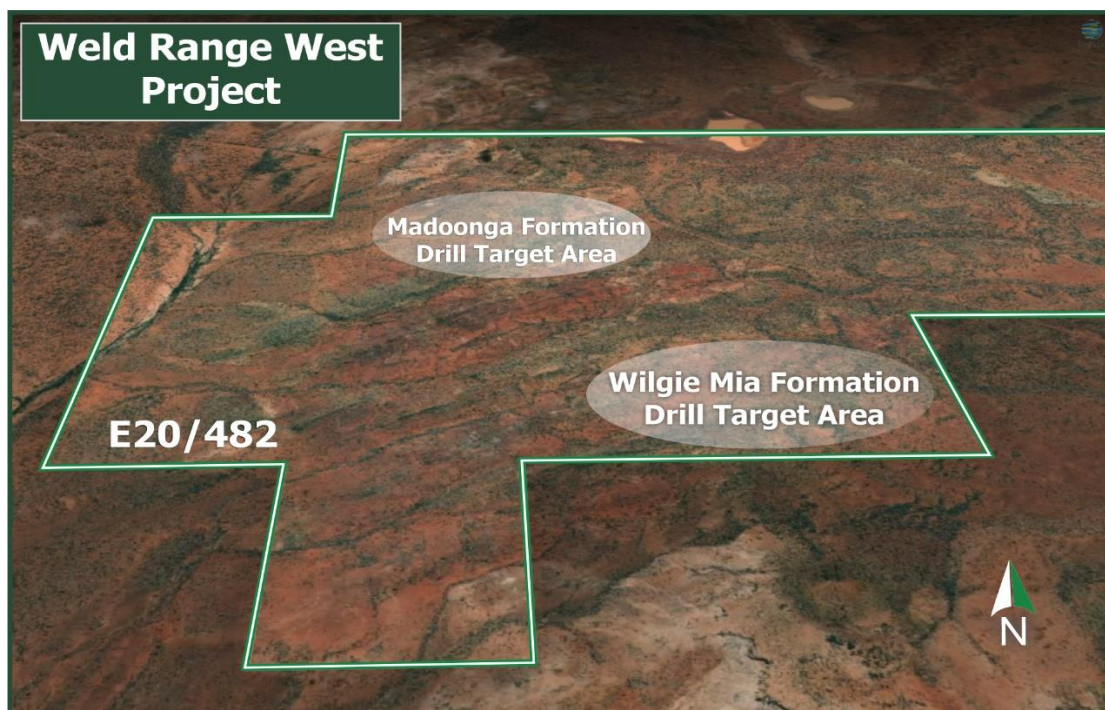 Weld Range West
Project
Madoonga Formation
Drill Target Area
Wilgie Mia Formation
Drill Target Area
E20/482
N